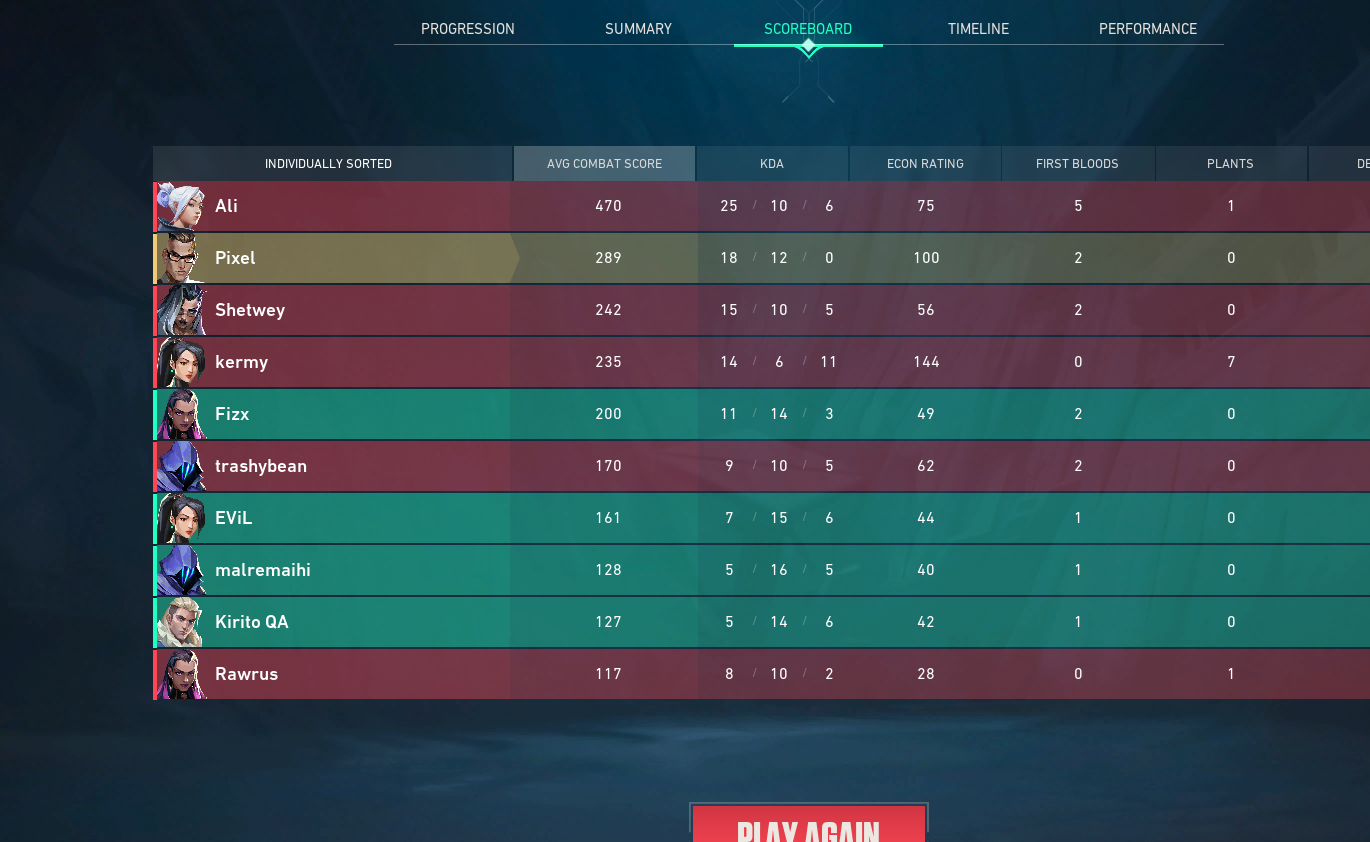 PROGRESSION SUMMARY SCOREBOARD TIMELINE PERFORMANCE
INDIVIDUALLY SORTED AVG COMBAT SCORE KDA ECON RATING FIRST BLOODS PLANTS DE
Ali 470 25 / 10 / 6 75 5 1
Pixel 289 18 / 12 / 0 100 2 0
Shetwey 242 15 / 10 / 5 56 2 0
kermy 235 14 / 6 / 11 144 0 7
Fizx 200 11 / 14 / 3 49 2 0
trashybean 170 9 / 10 / 5 62 2 0
EViL 161 7 / 15 / 6 44 1 0
malremaihi 128 5 / 16 / 5 40 1 0
Kirito QA 127 5 / 14 / 6 42 1 0
Rawrus 117 8 / 10 / 2 28 0 1
PLAY AGAIN